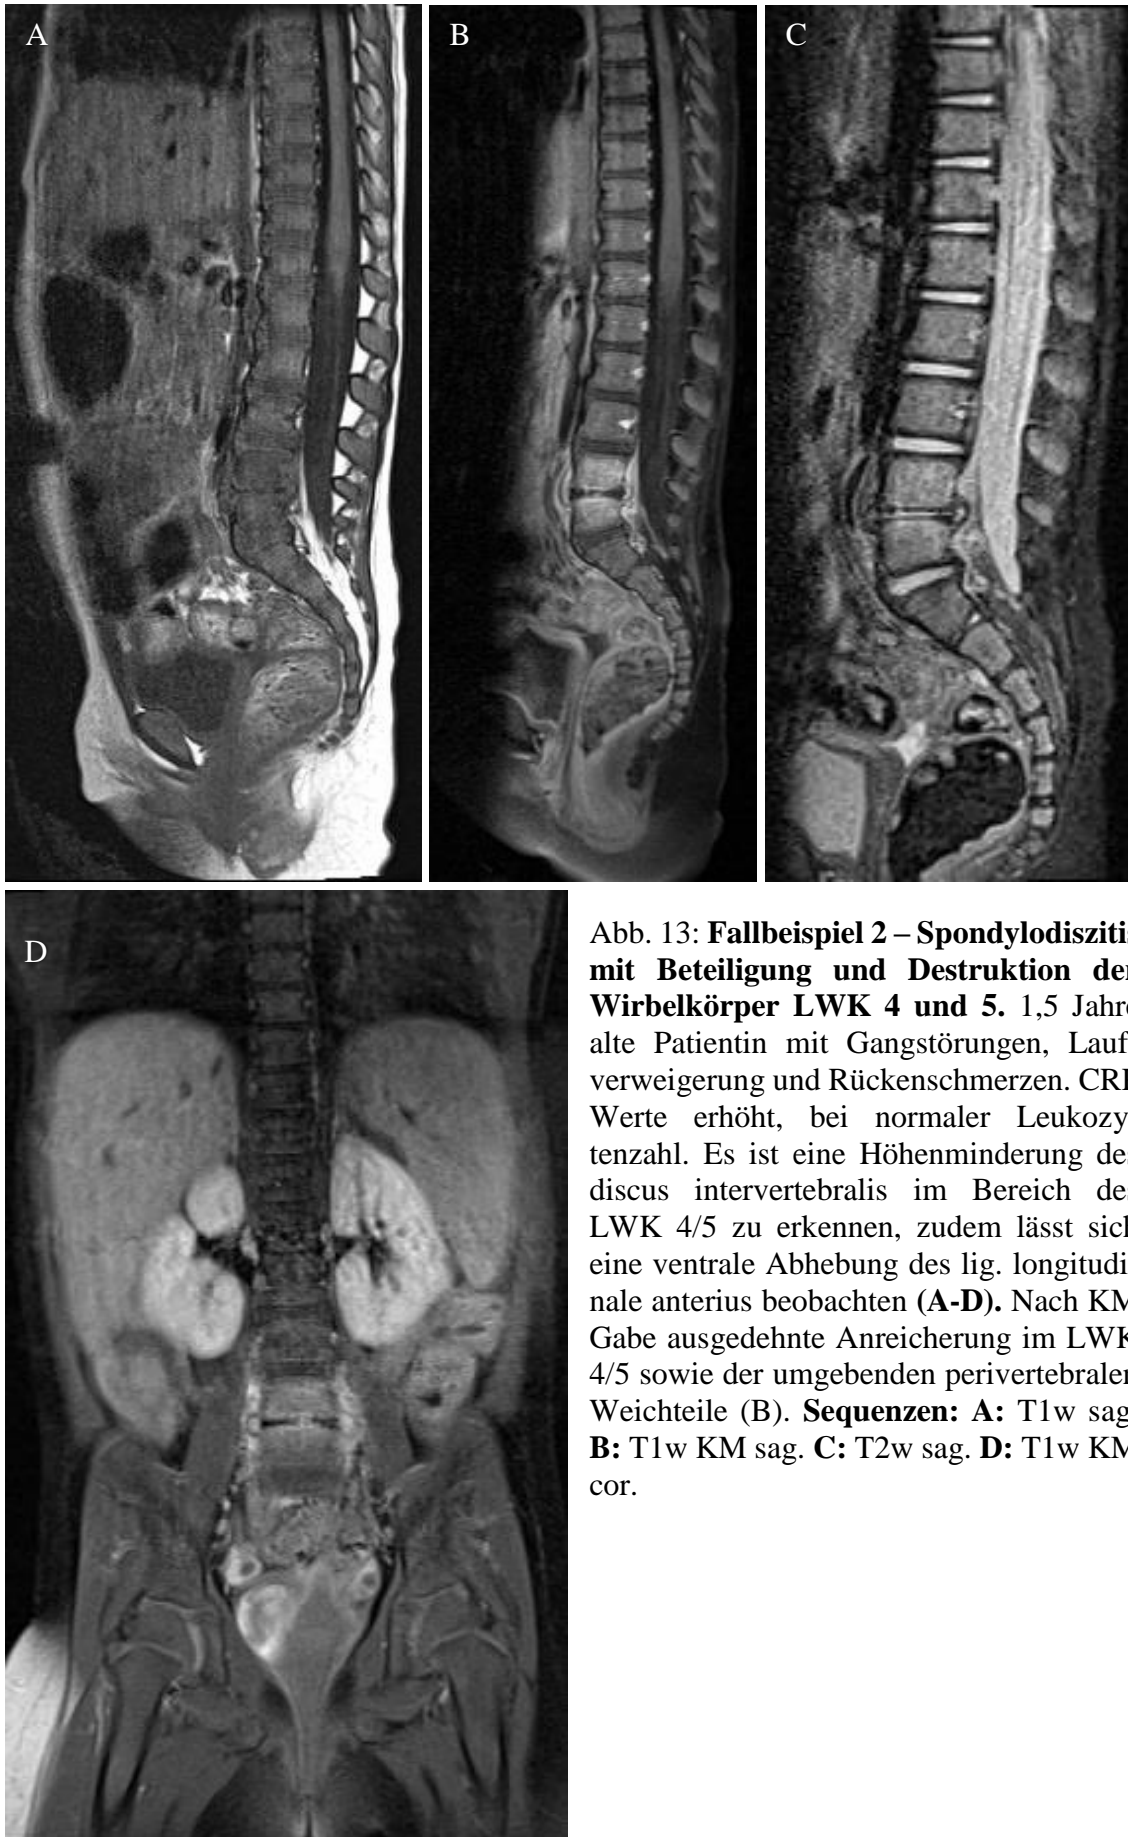 A
B
C
D
Abb. 13: Fallbeispiel 2 – Spondylodiszitis
mit Beteiligung und Destruktion der
Wirbelkörper LWK 4 und 5. 1,5 Jahre
alte Patientin mit Gangstörungen, Lauf-
verweigerung und Rückenschmerzen. CRP
Werte erhöht, bei normaler Leukozy-
tenzahl. Es ist eine Höhenminderung des
discus intervertebralis im Bereich des
LWK 4/5 zu erkennen, zudem lässt sich
eine ventrale Abhebung des lig. longitudi-
nale anterius beobachten (A-D). Nach KM
Gabe ausgedehnte Anreicherung im LWK
4/5 sowie der umgebenden perivertebralen
Weichteile (B). Sequenzen: A: T1w sag.
B: T1w KM sag. C: T2w sag. D: T1w KM
cor.